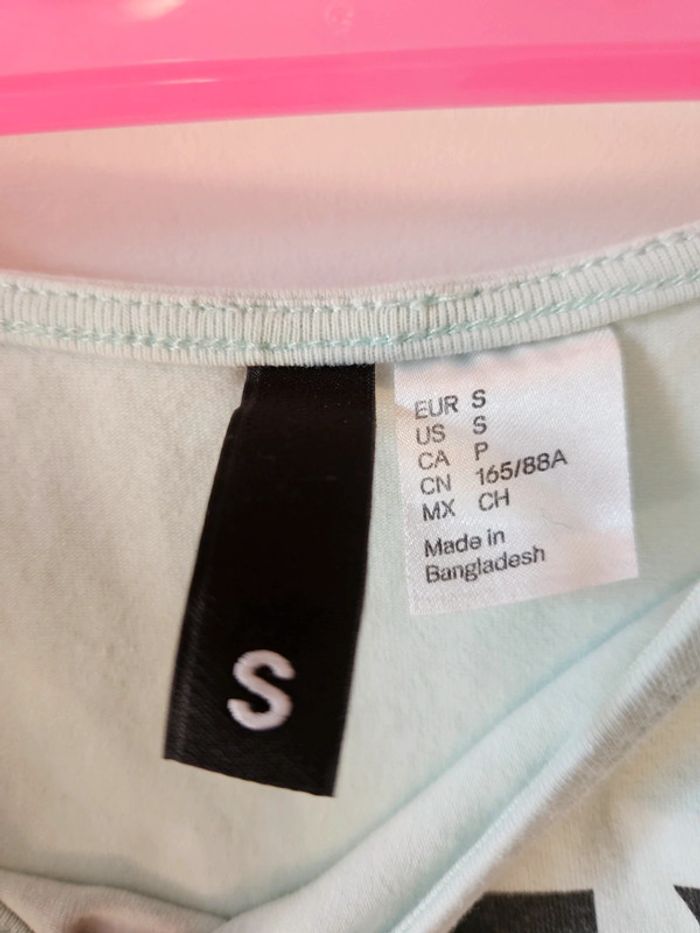 EUR S
US S
CA P
CN 165/88A
MX CH
Made in
Bangladesh
S